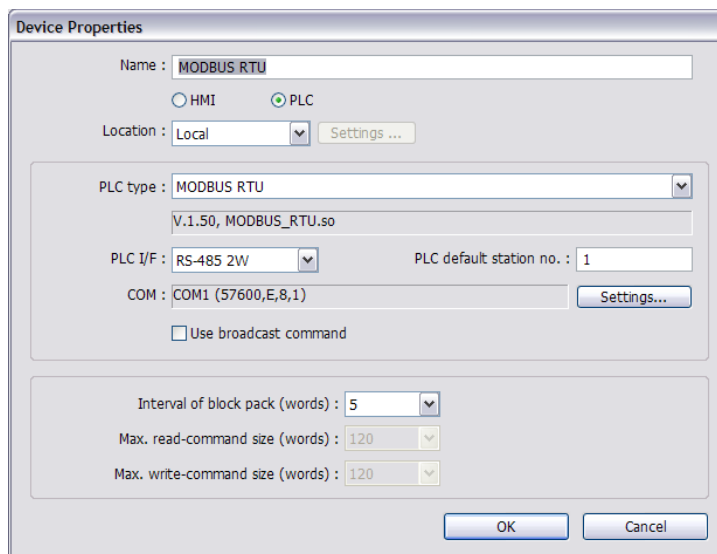 Device Properties
Name : MODBUS RTU
HMI PLC
Location : Local Settings ...
PLC type : MODBUS RTU
V.1.50, MODBUS_RTU.so
PLC I/F : RS-485 2W PLC default station no. : 1
COM : COM1 (57600,E,8,1) Settings...
Use broadcast command
Interval of block pack (words) : 5
Max. read-command size (words) : 120
Max. write-command size (words) : 120
OK Cancel